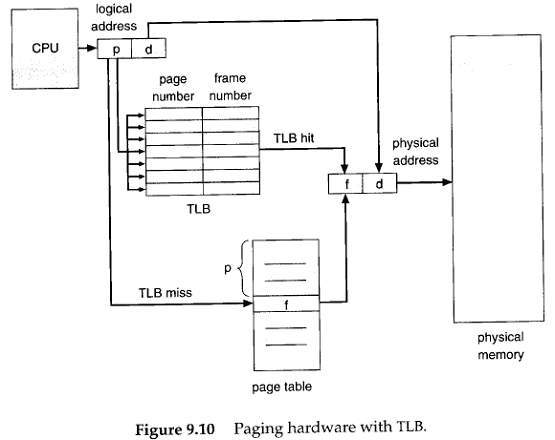 logical
address
CPU
p d
page frame
number number
TLB hit
physical
address
f d
TLB
p
TLB miss
f
page table
physical
memory
Figure 9.10 Paging hardware with TLB.